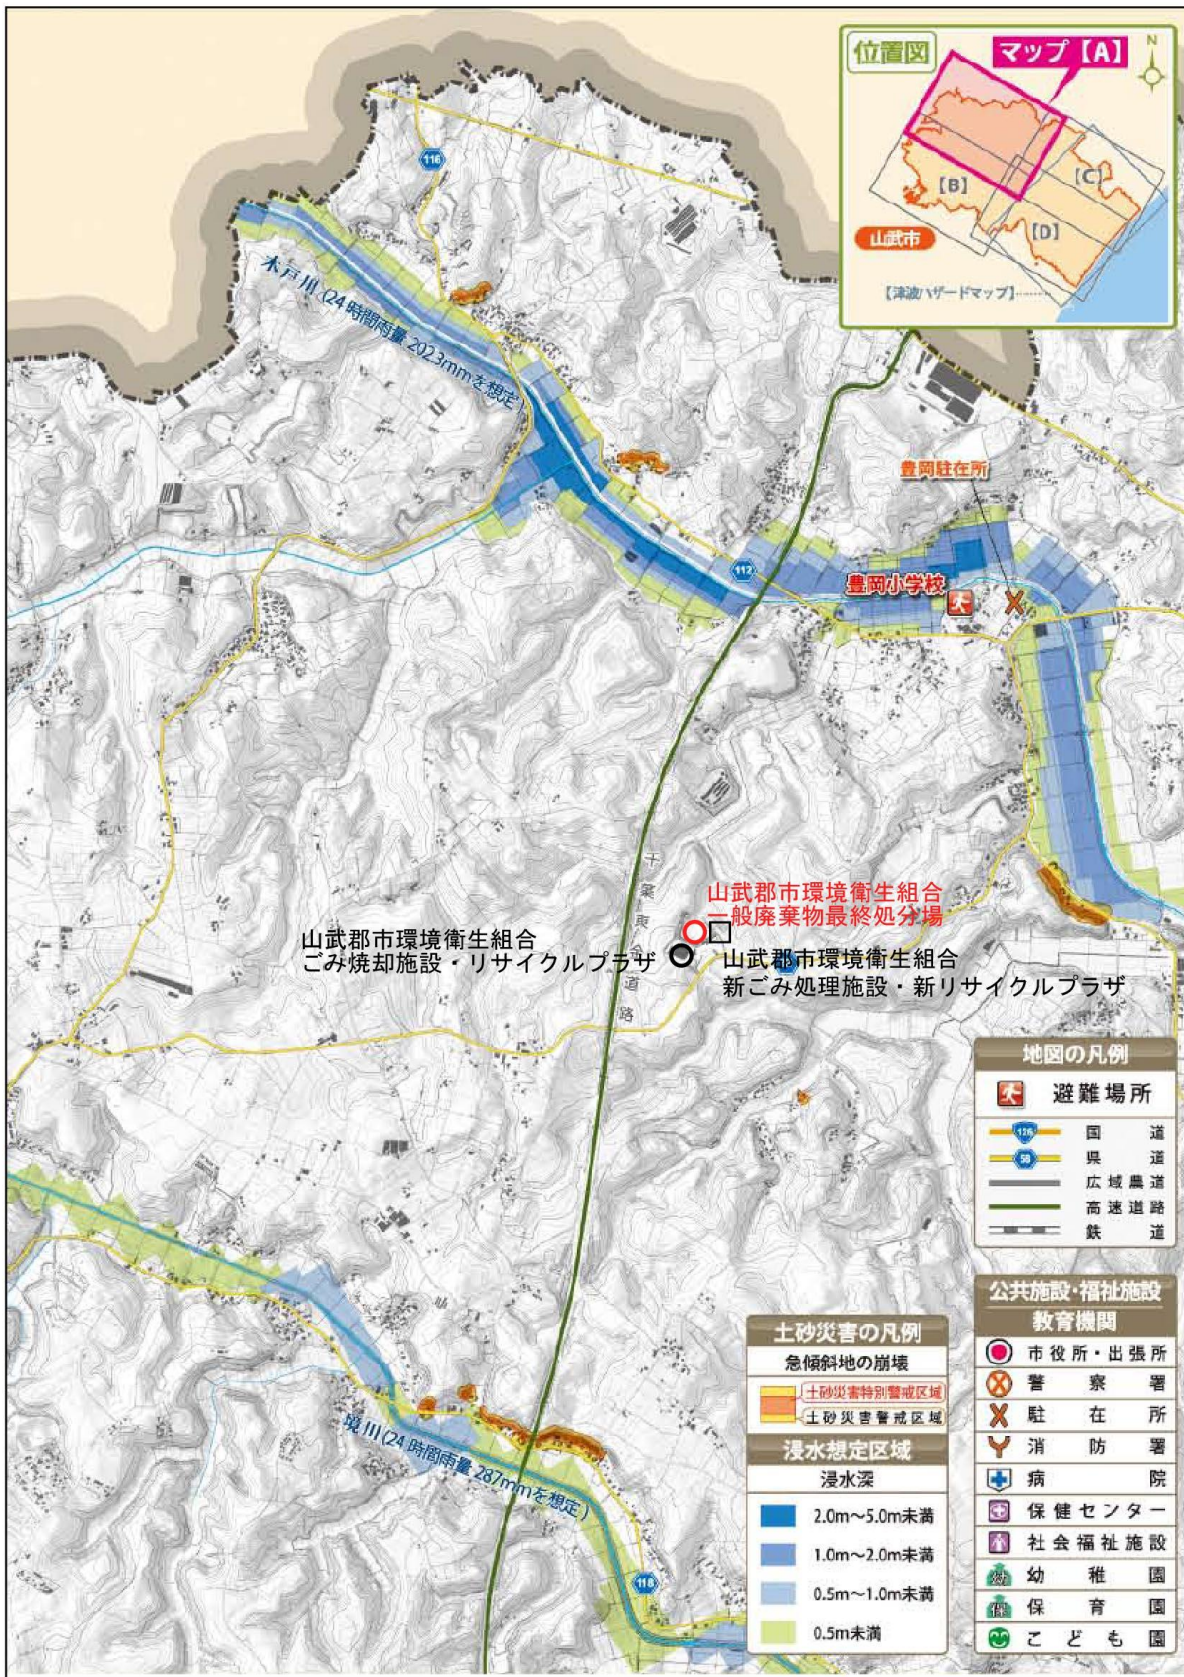 位置図
マップ【A】
N
【B】
【C】
【D】
山武市
【津波ハザードマップ】
116
木戸川(24時間雨量2023mmを想定)
豊岡駐在所
112
豊岡小学校
千葉東金道路
山武郡市環境衛生組合
一般廃棄物最終処分場
山武郡市環境衛生組合
ごみ焼却施設・リサイクルプラザ
山武郡市環境衛生組合
新ごみ処理施設・新リサイクルプラザ
地図の凡例
避難場所
126 国道
58 県道
広域農道
高速道路
鉄道
公共施設・福祉施設
教育機関
市役所・出張所
警察署
駐在所
消防署
病院
保健センター
社会福祉施設
幼 幼稚園
保 保育園
こども園
土砂災害の凡例
急傾斜地の崩壊
土砂災害特別警戒区域
土砂災害警戒区域
浸水想定区域
浸水深
2.0m〜5.0m未満
1.0m〜2.0m未満
0.5m〜1.0m未満
0.5m未満
境川(24時間雨量287mmを想定)
118